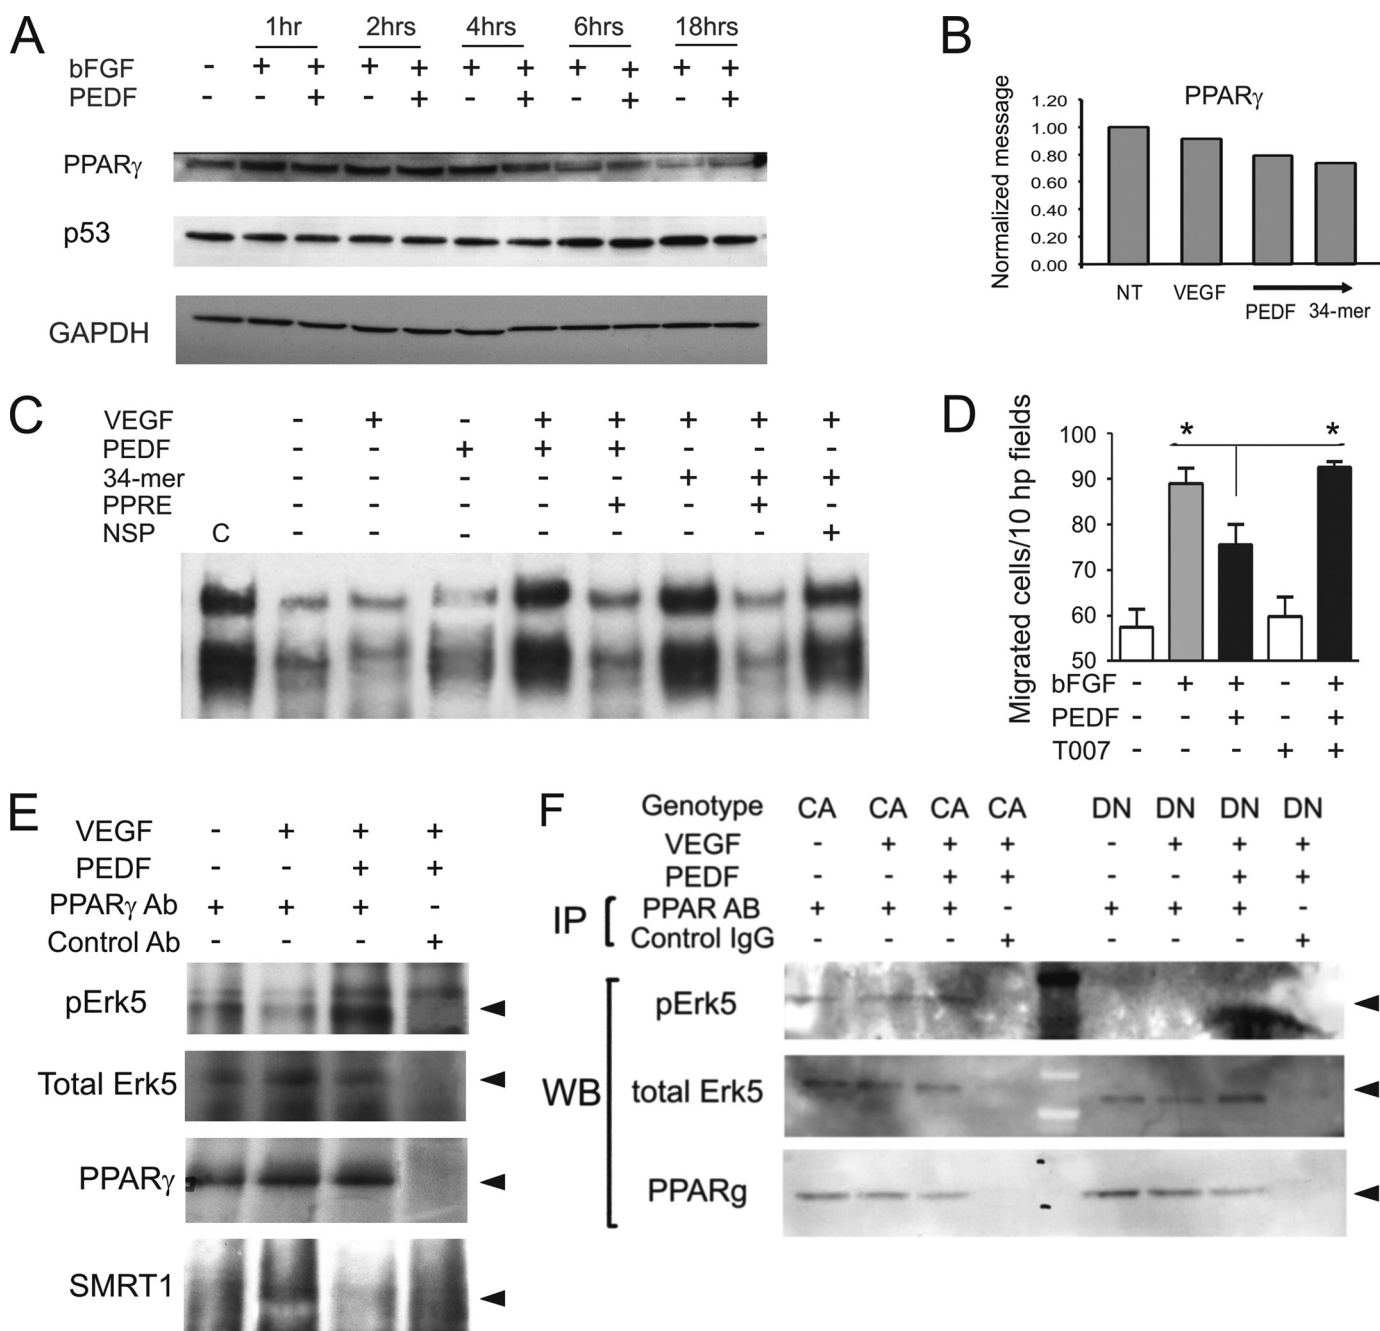 A
1hr 2hrs 4hrs 6hrs 18hrs
bFGF - + + + + + + + + + +
PEDF - - + - + - + - + - +
PPARγ
p53
GAPDH
B
PPARγ
Normalized message
1.20
1.00
0.80
0.60
0.40
0.20
0.00
NT VEGF PEDF 34-mer
C
VEGF - + - + + + + +
PEDF - - + + + - - -
34-mer - - - - - + + +
PPRE - - - - + - + -
NSP C - - - - - - - +
D
Migrated cells/10 hp fields
100
90
80
70
60
50
* *
bFGF - + + - +
PEDF - - + - +
T007 - - - + +
E
VEGF - + + +
PEDF - - + +
PPARγ Ab + + + -
Control Ab - - - +
pErk5
Total Erk5
PPARγ
SMRT1
F
Genotype CA CA CA CA DN DN DN DN
VEGF - + + + - + + +
PEDF - - + + - - + +
IP
PPAR AB + + + - + + + -
Control IgG - - - + - - - +
WB
pErk5
total Erk5
PPARg